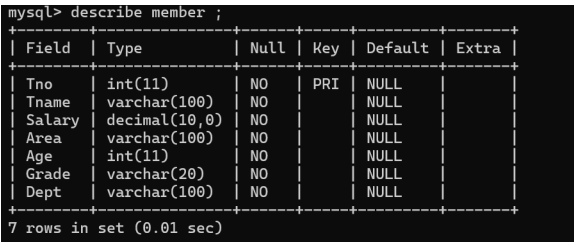 mysql> describe member ;
+--------+---------------+------+-----+---------+-------+
| Field  | Type          | Null | Key | Default | Extra |
+--------+---------------+------+-----+---------+-------+
| Tno    | int(11)       | NO   | PRI | NULL    |       |
| Tname  | varchar(100)  | NO   |     | NULL    |       |
| Salary | decimal(10,0) | NO   |     | NULL    |       |
| Area   | varchar(100)  | NO   |     | NULL    |       |
| Age    | int(11)       | NO   |     | NULL    |       |
| Grade  | varchar(20)   | NO   |     | NULL    |       |
| Dept   | varchar(100)  | NO   |     | NULL    |       |
+--------+---------------+------+-----+---------+-------+
7 rows in set (0.01 sec)